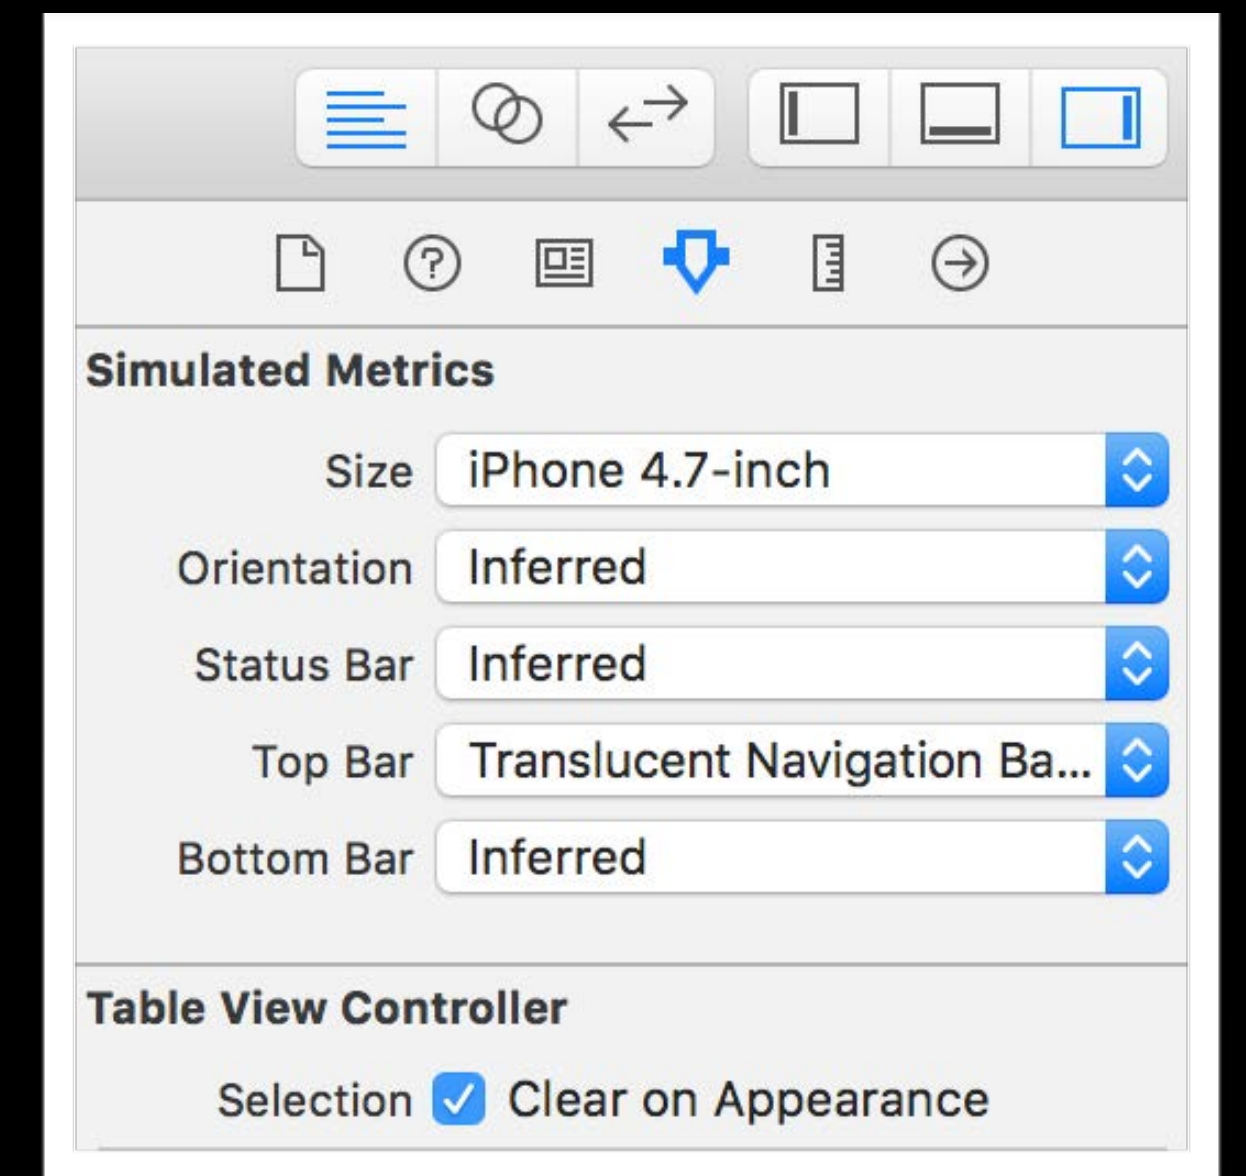 Simulated Metrics
Size iPhone 4.7-inch
Orientation Inferred
Status Bar Inferred
Top Bar Translucent Navigation Ba...
Bottom Bar Inferred
Table View Controller
Selection Clear on Appearance